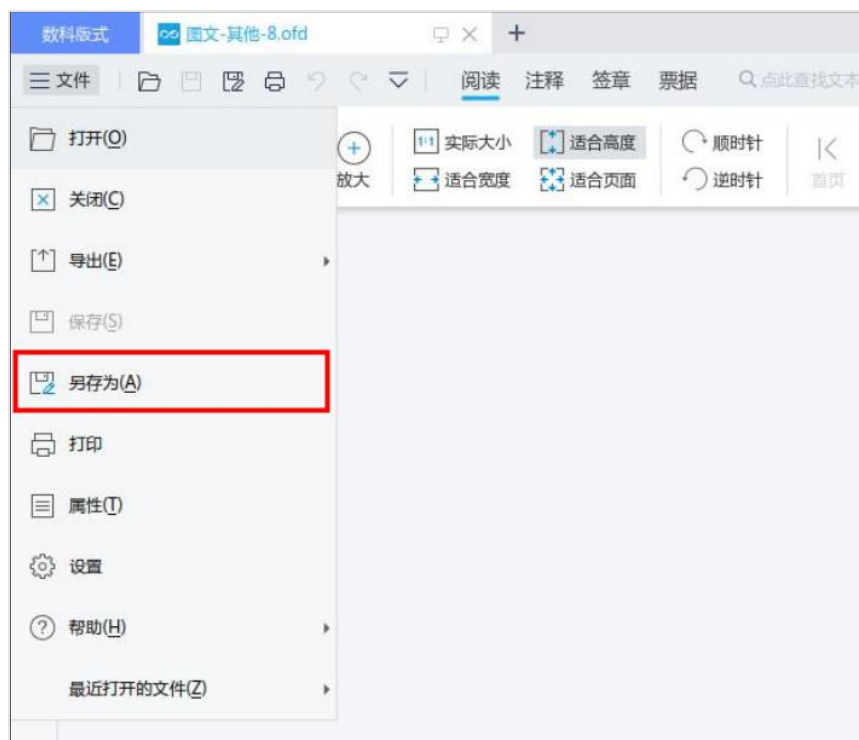 数科版式 图文-其他-8.ofd
文件 阅读 注释 签章 票据 点此查找文本
打开(O)
放大 1:1 实际大小 适合高度 顺时针
适合宽度 适合页面 逆时针 首页
关闭(C)
导出(E)
保存(S)
另存为(A)
打印
属性(T)
设置
帮助(H)
最近打开的文件(Z)